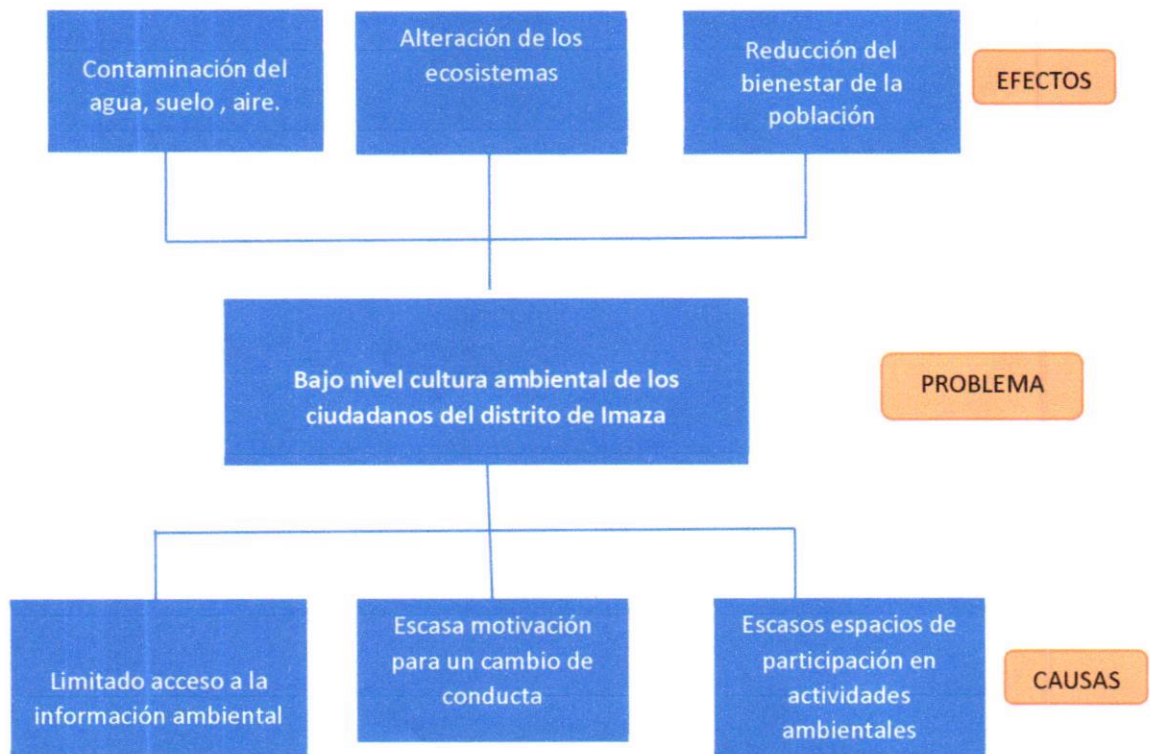 Contaminación del
agua, suelo , aire.
Alteración de los
ecosistemas
Reducción del
bienestar de la
población
EFECTOS
Bajo nivel cultura ambiental de los
ciudadanos del distrito de Imaza
PROBLEMA
Limitado acceso a la
información ambiental
Escasa motivación
para un cambio de
conducta
Escasos espacios de
participación en
actividades
ambientales
CAUSAS